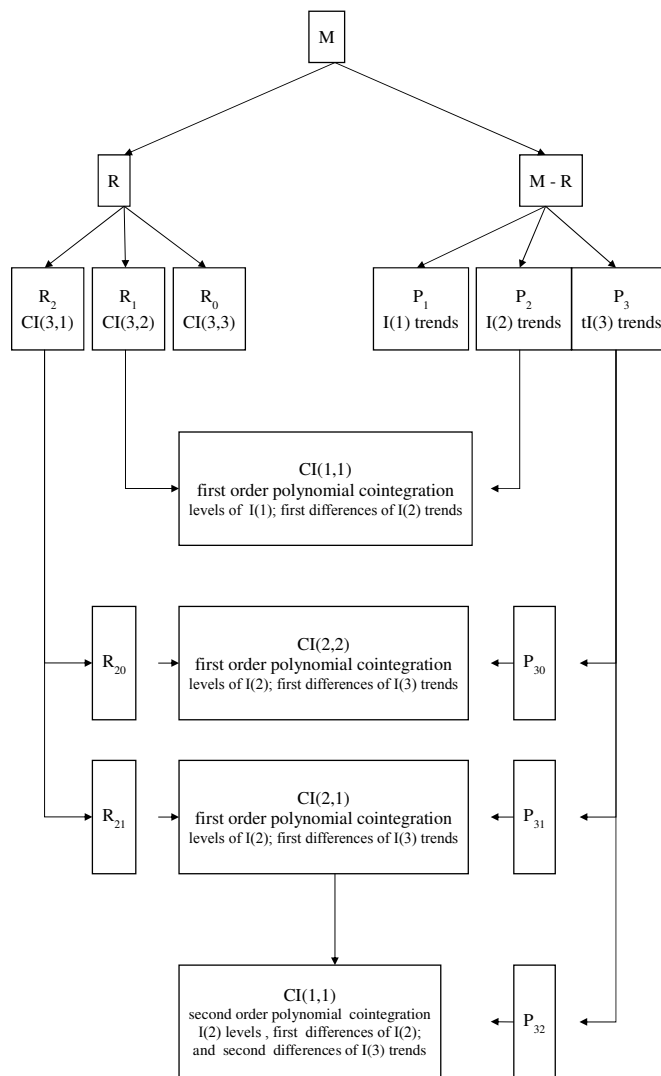 M
R
M - R
R₂
CI(3,1)
R₁
CI(3,2)
R₀
CI(3,3)
P₁
I(1) trends
P₂
I(2) trends
P₃
tI(3) trends
CI(1,1)
first order polynomial cointegration
levels of I(1); first differences of I(2) trends
R₂₀
CI(2,2)
first order polynomial cointegration
levels of I(2); first differences of I(3) trends
P₃₀
R₂₁
CI(2,1)
first order polynomial cointegration
levels of I(2); first differences of I(3) trends
P₃₁
CI(1,1)
second order polynomial cointegration
I(2) levels , first differences of I(2);
and second differences of I(3) trends
P₃₂